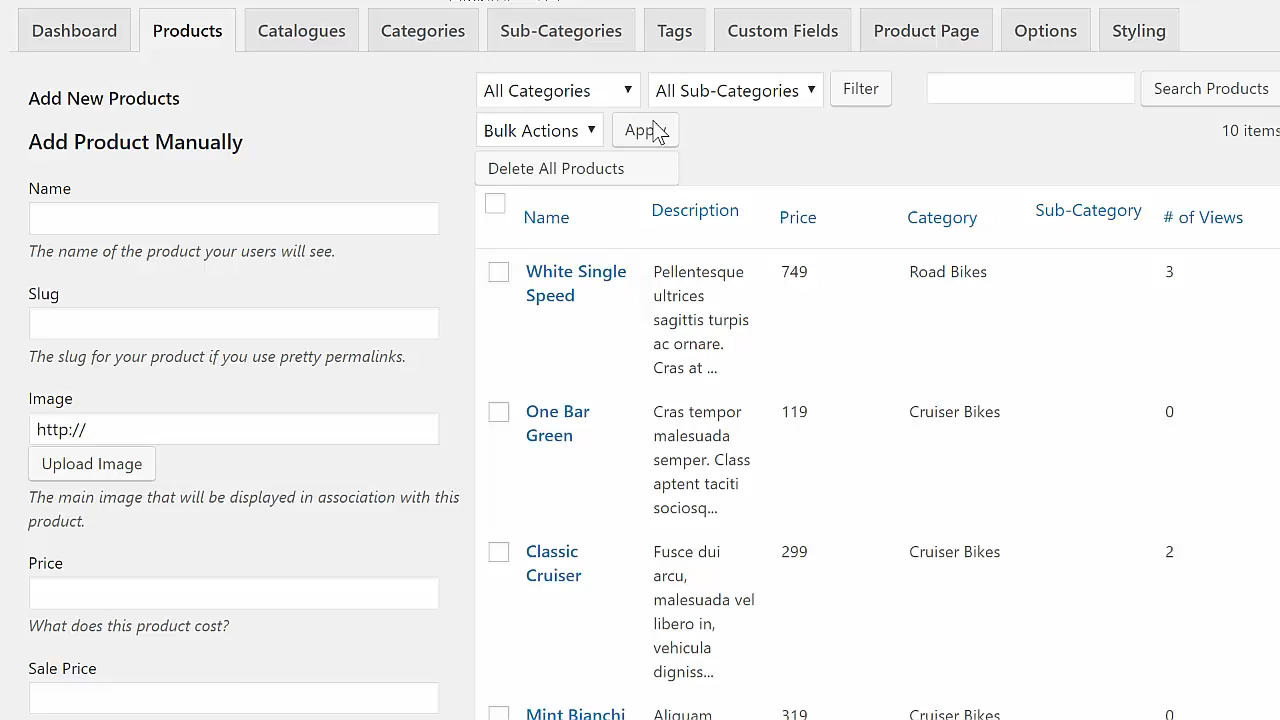 Dashboard Products Catalogues Categories Sub-Categories Tags Custom Fields Product Page Options Styling
Add New Products
Add Product Manually
Name
The name of the product your users will see.
Slug
The slug for your product if you use pretty permalinks.
Image
http://
Upload Image
The main image that will be displayed in association with this
product.
Price
What does this product cost?
Sale Price
All Categories All Sub-Categories Filter Search Products
Bulk Actions 10 items
Delete All Products
Name Description Price Category Sub-Category # of Views
White Single Pellentesque 749 Road Bikes 3
Speed ultrices
sagittis turpis
ac ornare.
Cras at ...
One Bar Cras tempor 119 Cruiser Bikes 0
Green malesuada
semper. Class
aptent taciti
sociosq...
Classic Fusce dui 299 Cruiser Bikes 2
Cruiser arcu,
malesuada vel
libero in,
vehicula
digniss...
Mint Bianchi Aliquam 319 Cruiser Bikes 0